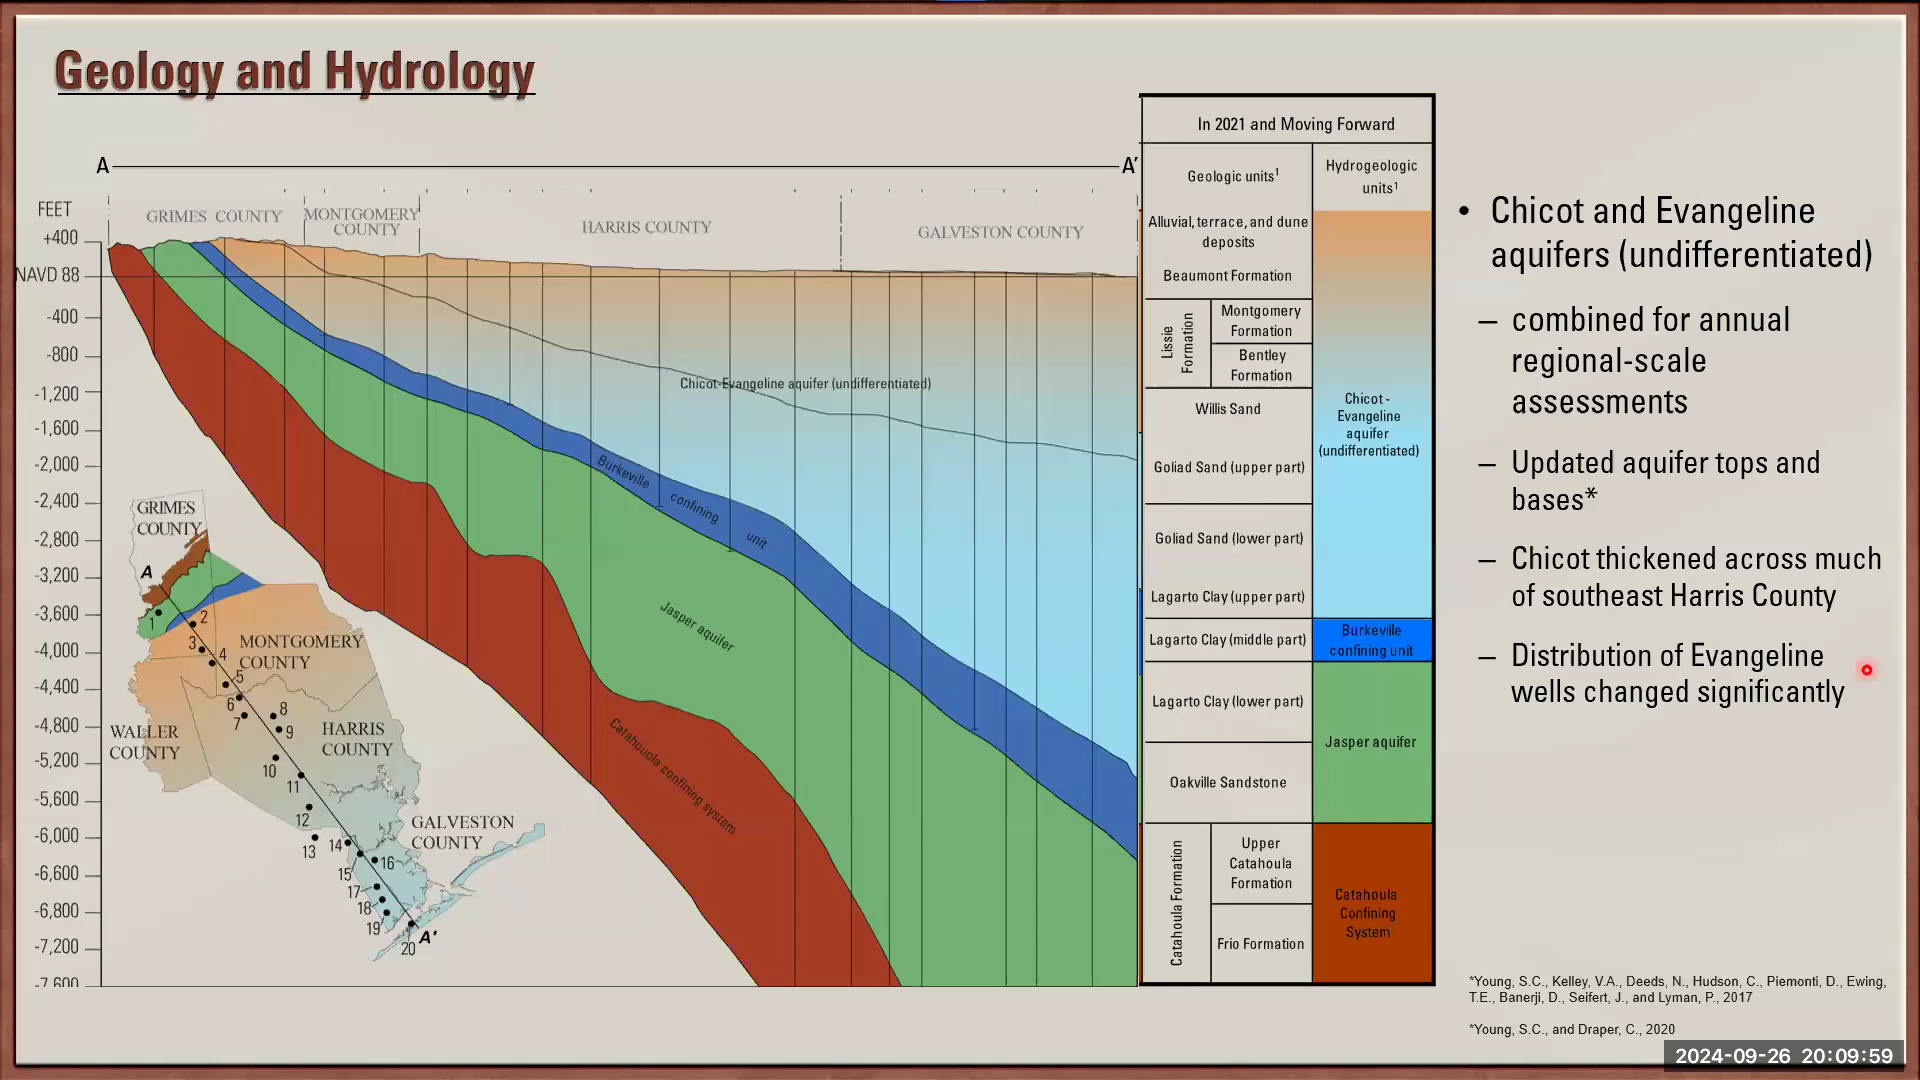 Geology and Hydrology
A
A'
FEET
GRIMES COUNTY
MONTGOMERY
COUNTY
HARRIS COUNTY
GALVESTON COUNTY
+400
NAVD 88
-400
-800
-1,200
-1,600
-2,000
-2,400
-2,800
-3,200
-3,600
-4,000
-4,400
-4,800
-5,200
-5,600
-6,000
-6,600
-6,800
-7,200
-7,600
Chicot-Evangeline aquifer (undifferentiated)
Burkeville confining unit
Jasper aquifer
Catahouola confining system
GRIMES
COUNTY
A
1
2
3
4
5
6
7
8
9
10
11
12
13
14
15
16
17
18
19
20
A'
MONTGOMERY
COUNTY
WALLER
COUNTY
HARRIS
COUNTY
GALVESTON
COUNTY
In 2021 and Moving Forward
Geologic units¹
Hydrogeologic
units¹
Alluvial, terrace, and dune
deposits
Beaumont Formation
Lissie
Formation
Montgomery
Formation
Bentley
Formation
Willis Sand
Goliad Sand (upper part)
Goliad Sand (lower part)
Lagarto Clay (upper part)
Lagarto Clay (middle part)
Lagarto Clay (lower part)
Oakville Sandstone
Catahoula Formation
Upper
Catahoula
Formation
Frio Formation
Chicot -
Evangeline
aquifer
(undifferentiated)
Burkeville
confining unit
Jasper aquifer
Catahoula
Confining
System
• Chicot and Evangeline
aquifers (undifferentiated)
– combined for annual
regional-scale
assessments
– Updated aquifer tops and
bases*
– Chicot thickened across much
of southeast Harris County
– Distribution of Evangeline
wells changed significantly
*Young, S.C., Kelley, V.A., Deeds, N., Hudson, C., Piemonti, D., Ewing,
T.E., Banerji, D., Seifert, J., and Lyman, P., 2017
*Young, S.C., and Draper, C., 2020
2024-09-26 20:09:59